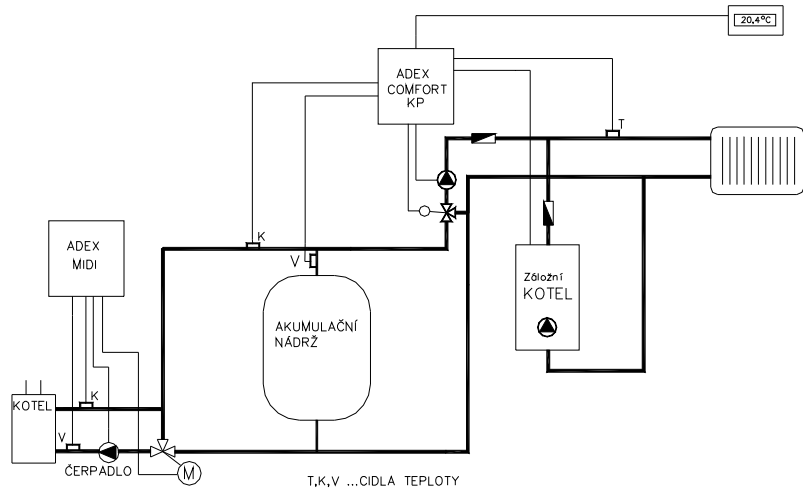 20.4°C
ADEX
COMFORT
KP
T
K
ADEX
MIDI
V
Záložní
KOTEL
AKUMULAČNÍ
NÁDRŽ
K
KOTEL
V
ČERPADLO
M
T,K,V ...CIDLA TEPLOTY